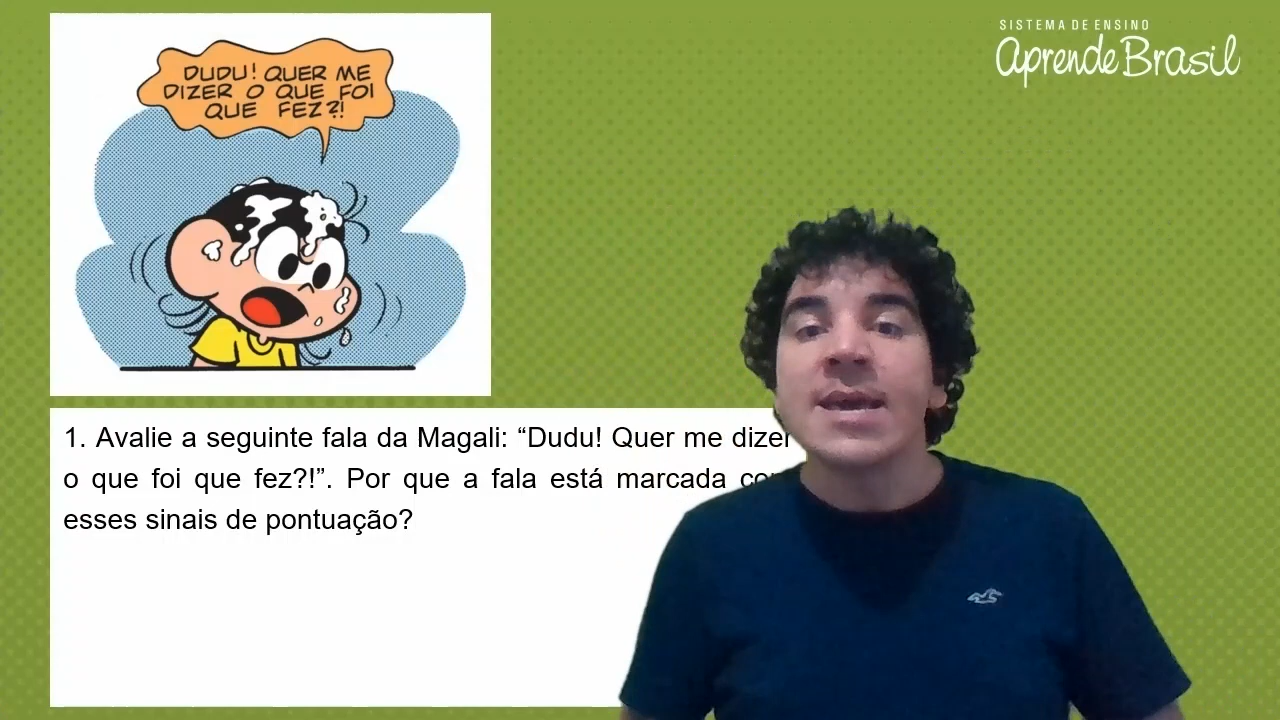 SISTEMA DE ENSINO
aprende Brasil
DUDU! QUER ME
DIZER O QUE FOI
QUE FEZ?!
1. Avalie a seguinte fala da Magali: “Dudu! Quer me dizer
o que foi que fez?!”. Por que a fala está marcada
esses sinais de pontuação?